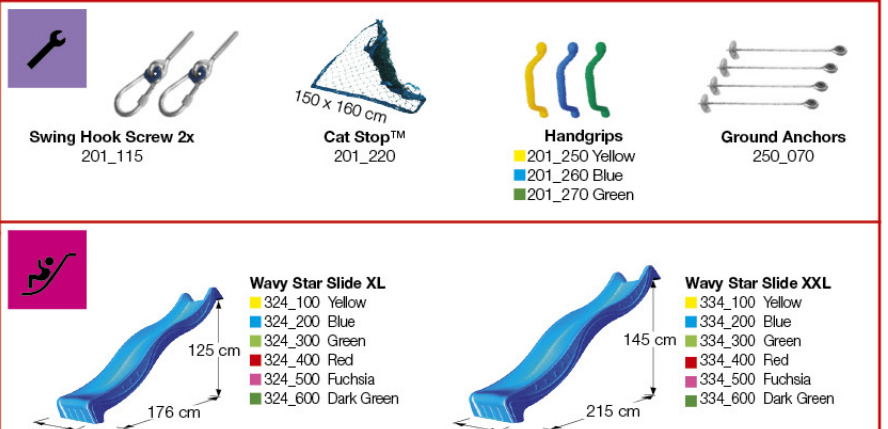 Swing Hook Screw 2x
201_115
150 x 160 cm
Cat Stop™
201_220
Handgrips
201_250 Yellow
201_260 Blue
201_270 Green
Ground Anchors
250_070
Wavy Star Slide XL
324_100 Yellow
324_200 Blue
324_300 Green
324_400 Red
324_500 Fuchsia
324_600 Dark Green
125 cm
176 cm
Wavy Star Slide XXL
334_100 Yellow
334_200 Blue
334_300 Green
334_400 Red
334_500 Fuchsia
334_600 Dark Green
145 cm
215 cm